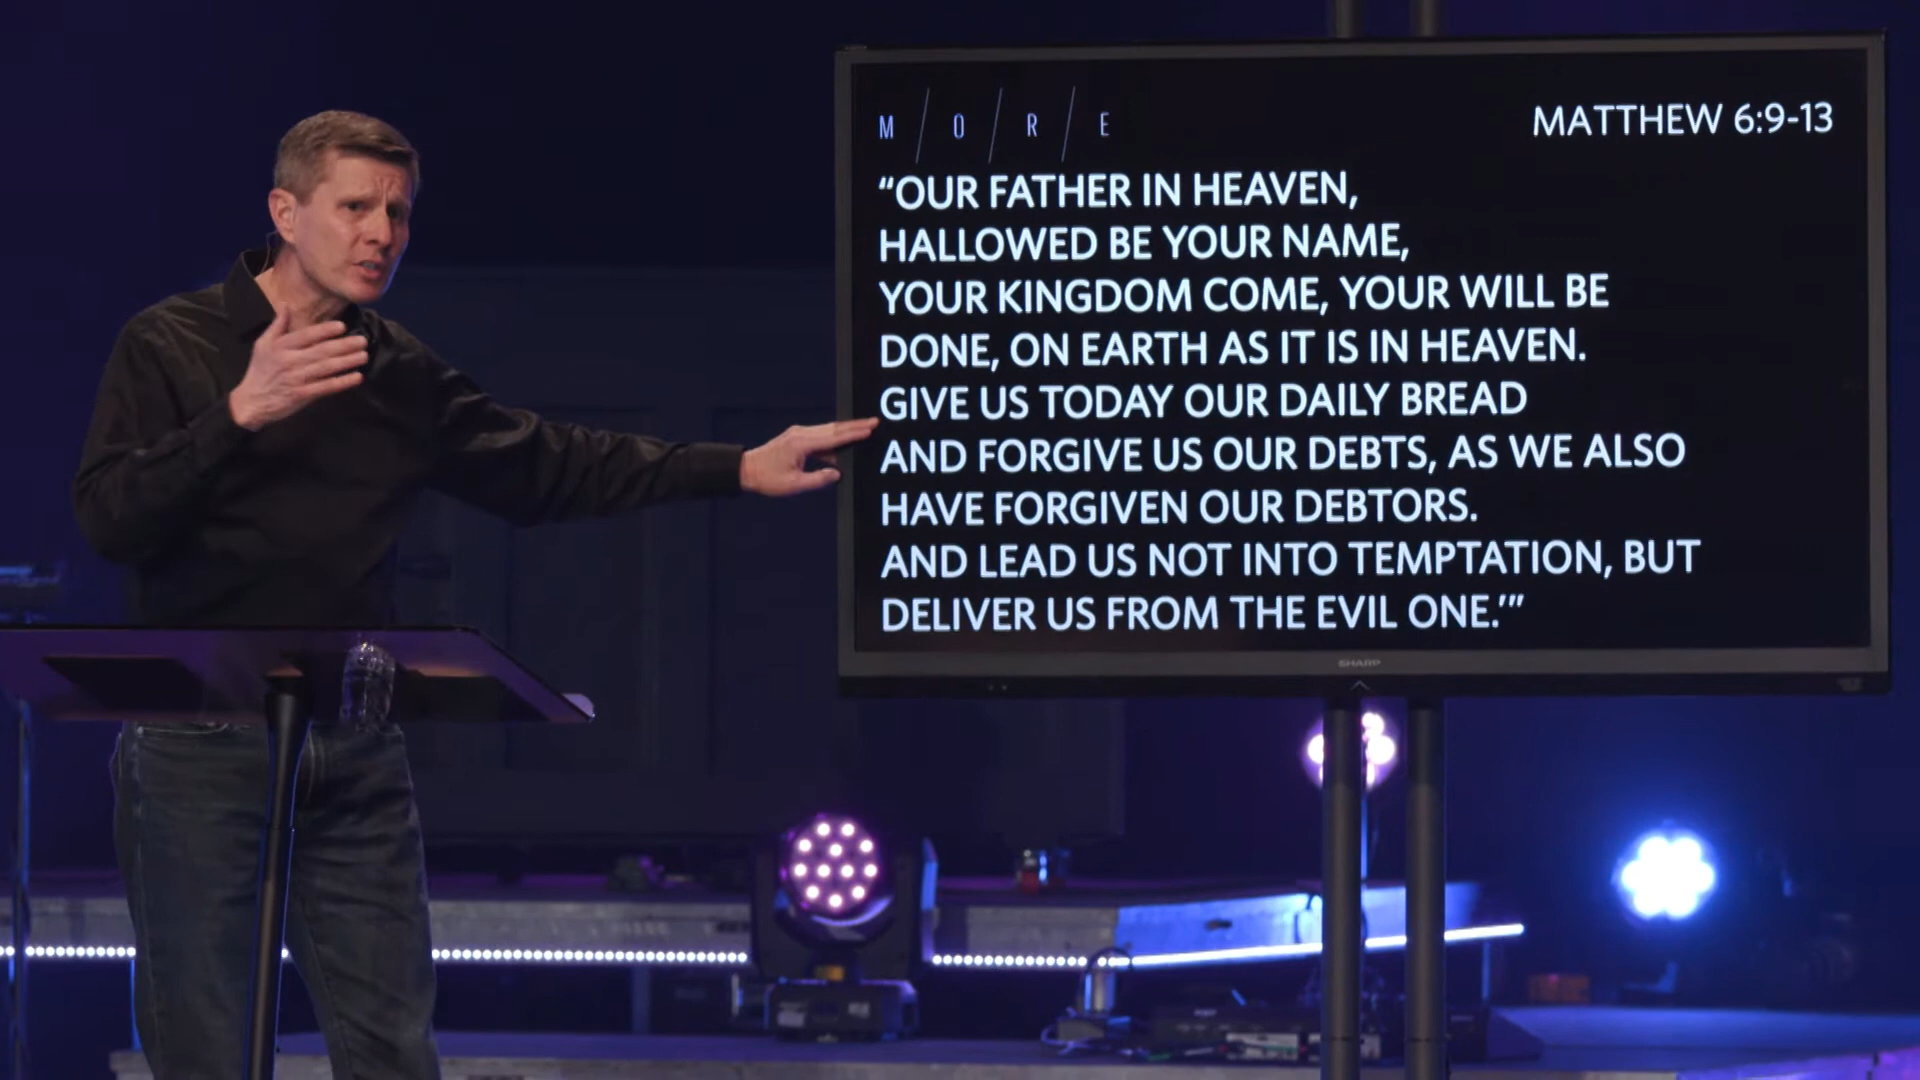 M / O / R / E
MATTHEW 6:9-13
“OUR FATHER IN HEAVEN,
HALLOWED BE YOUR NAME,
YOUR KINGDOM COME, YOUR WILL BE
DONE, ON EARTH AS IT IS IN HEAVEN.
GIVE US TODAY OUR DAILY BREAD
AND FORGIVE US OUR DEBTS, AS WE ALSO
HAVE FORGIVEN OUR DEBTORS.
AND LEAD US NOT INTO TEMPTATION, BUT
DELIVER US FROM THE EVIL ONE.’”
SHARP